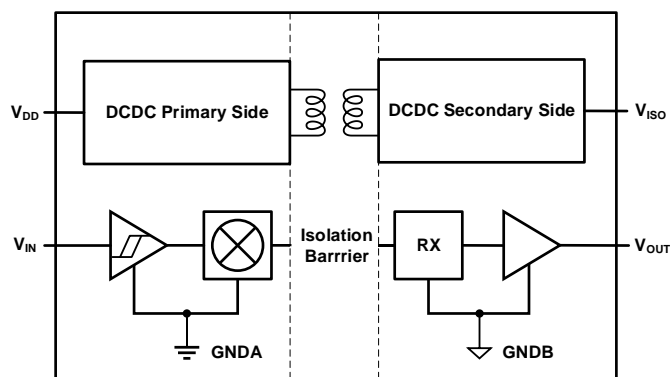 DCDC Primary Side
DCDC Secondary Side
VDD
VISO
VIN
Isolation
Barrrier
RX
VOUT
GNDA
GNDB